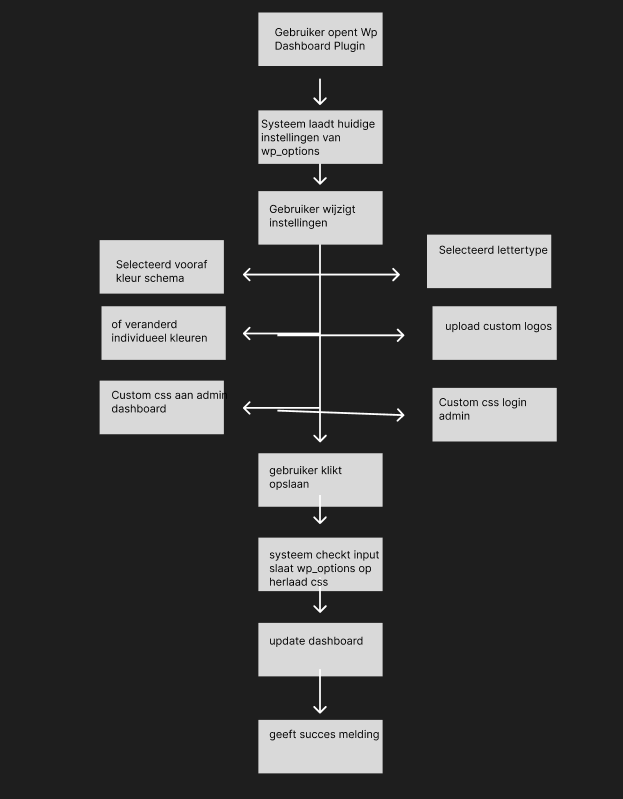 Gebruiker opent Wp
Dashboard Plugin
Systeem laadt huidige
instellingen van
wp_options
Gebruiker wijzigt
instellingen
Selecteerd vooraf
kleur schema
Selecteerd lettertype
of veranderd
individueel kleuren
upload custom logos
Custom css aan admin
dashboard
Custom css login
admin
gebruiker klikt
opslaan
systeem checkt input
slaat wp_options op
herlaad css
update dashboard
geeft succes melding